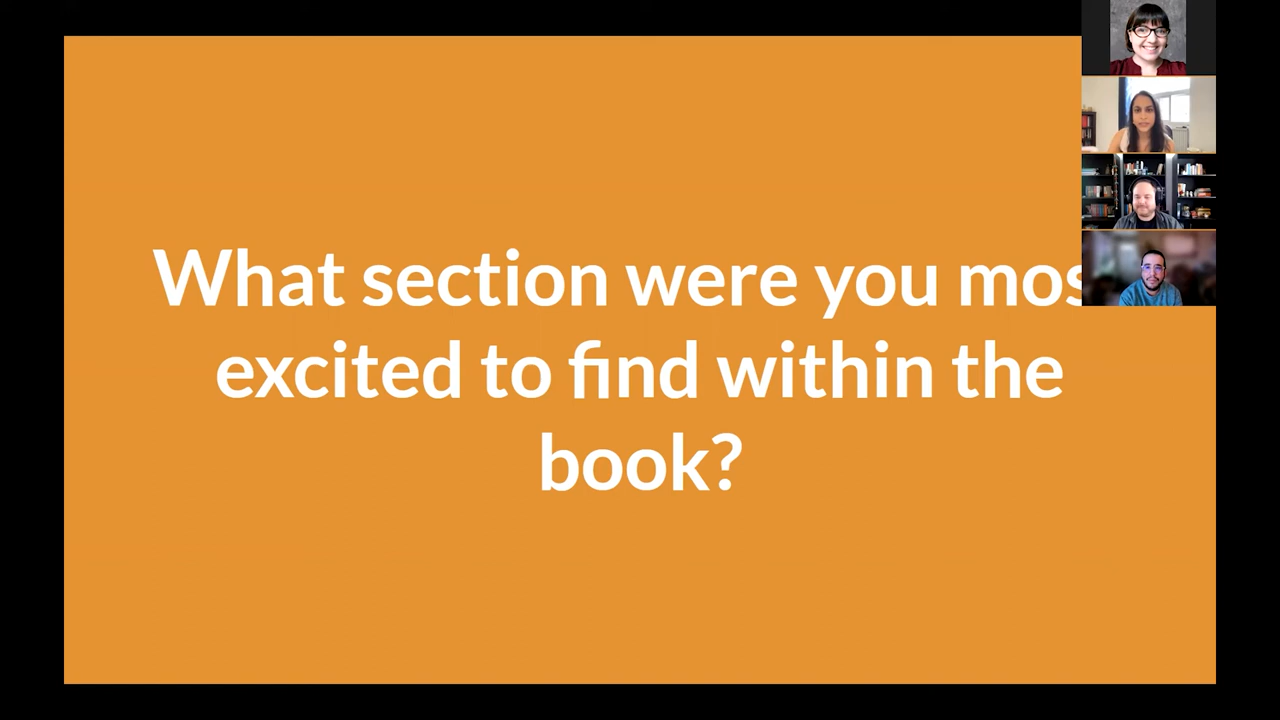 What section were you mos
excited to find within the
book?